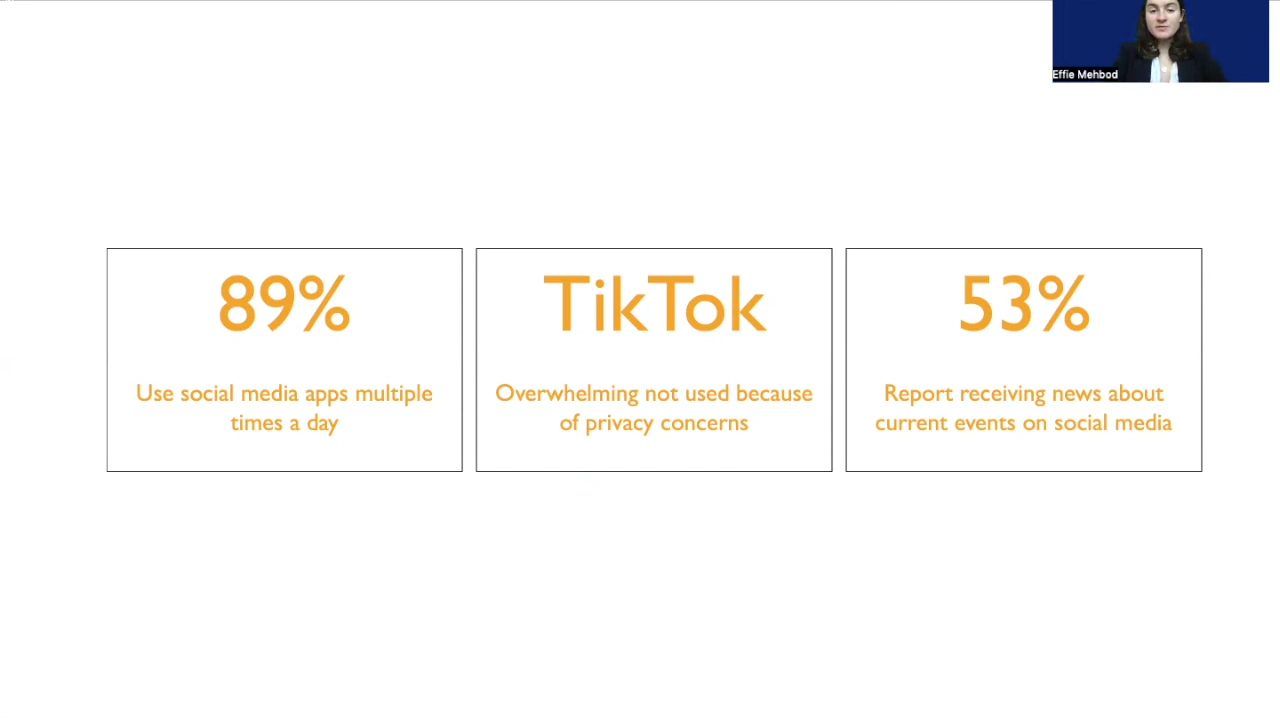 Effie Mehbod
89%
Use social media apps multiple
times a day
TikTok
Overwhelming not used because
of privacy concerns
53%
Report receiving news about
current events on social media